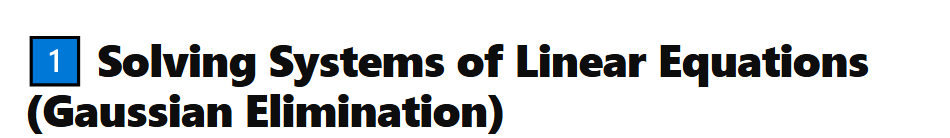 1 Solving Systems of Linear Equations
(Gaussian Elimination)